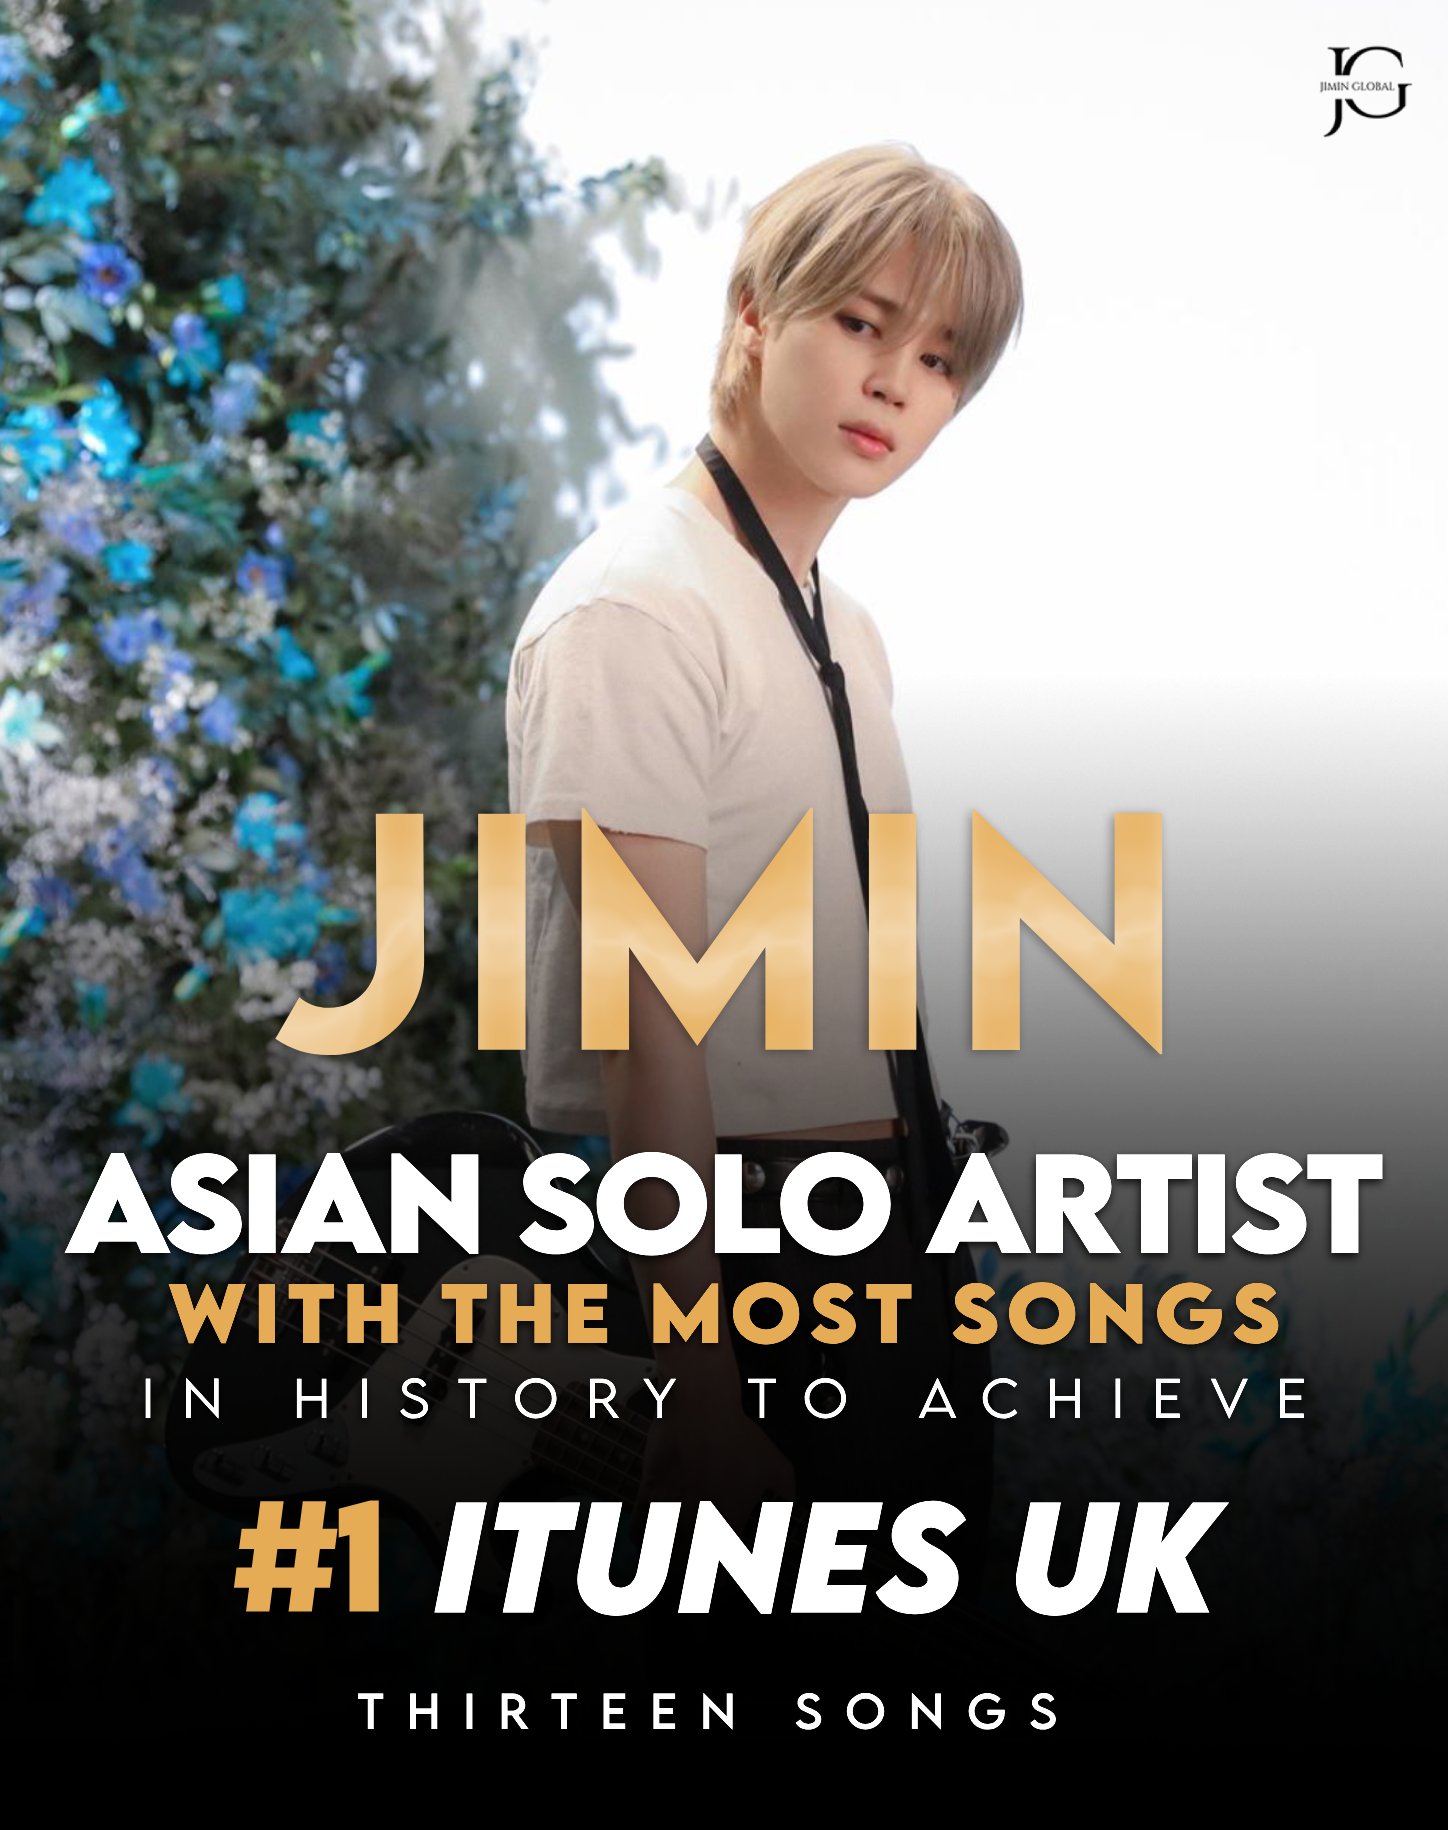 JG
JIMIN GLOBAL
JIMIN
ASIAN SOLO ARTIST
WITH THE MOST SONGS
IN HISTORY TO ACHIEVE
#1 ITUNES UK
THIRTEEN SONGS